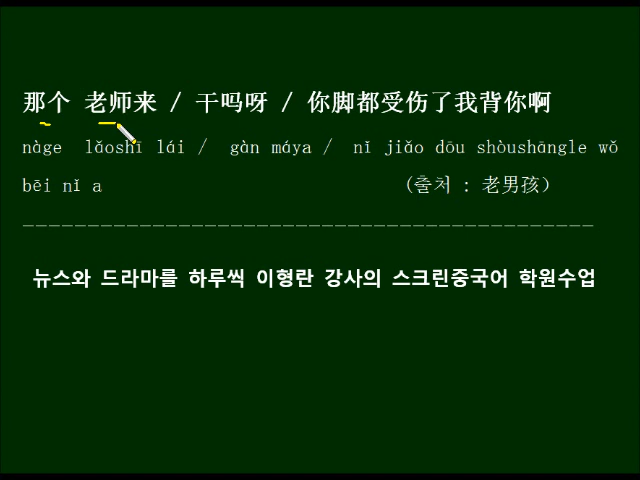 那个 老师来 / 干吗呀 / 你脚都受伤了我背你啊
nàge lǎoshī lái / gàn máya / nǐ jiǎo dōu shòushāngle wǒ
bēi nǐ a (출처 : 老男孩)
--------------------------------------------
뉴스와 드라마를 하루씩 이형란 강사의 스크린중국어 학원수업